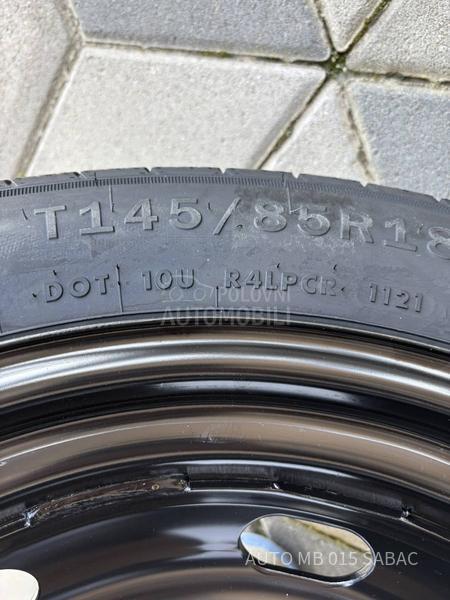 T145/85R18
DOT 10U R4LPCR 1121
POLOVNI
AUTOMOBILI
AUTO MB 015 SABAC